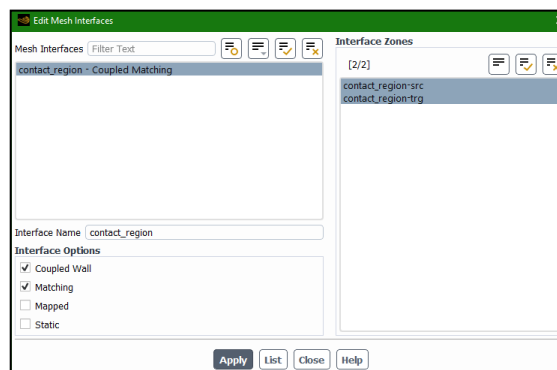 Edit Mesh Interfaces
Mesh Interfaces Filter Text
contact_region - Coupled Matching
Interface Name contact_region
Interface Options
Coupled Wall
Matching
Mapped
Static
Interface Zones
[2/2]
contact_region-src
contact_region-trg
Apply List Close Help